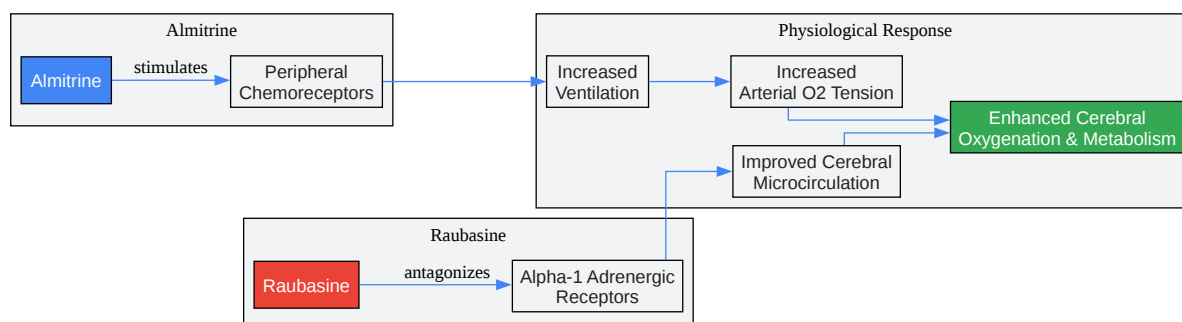 Almitrine
Physiological Response
Almitrine
stimulates
Peripheral
Chemoreceptors
Increased
Ventilation
Increased
Arterial O2 Tension
Enhanced Cerebral
Oxygenation & Metabolism
Improved Cerebral
Microcirculation
Raubasine
Raubasine
antagonizes
Alpha-1 Adrenergic
Receptors